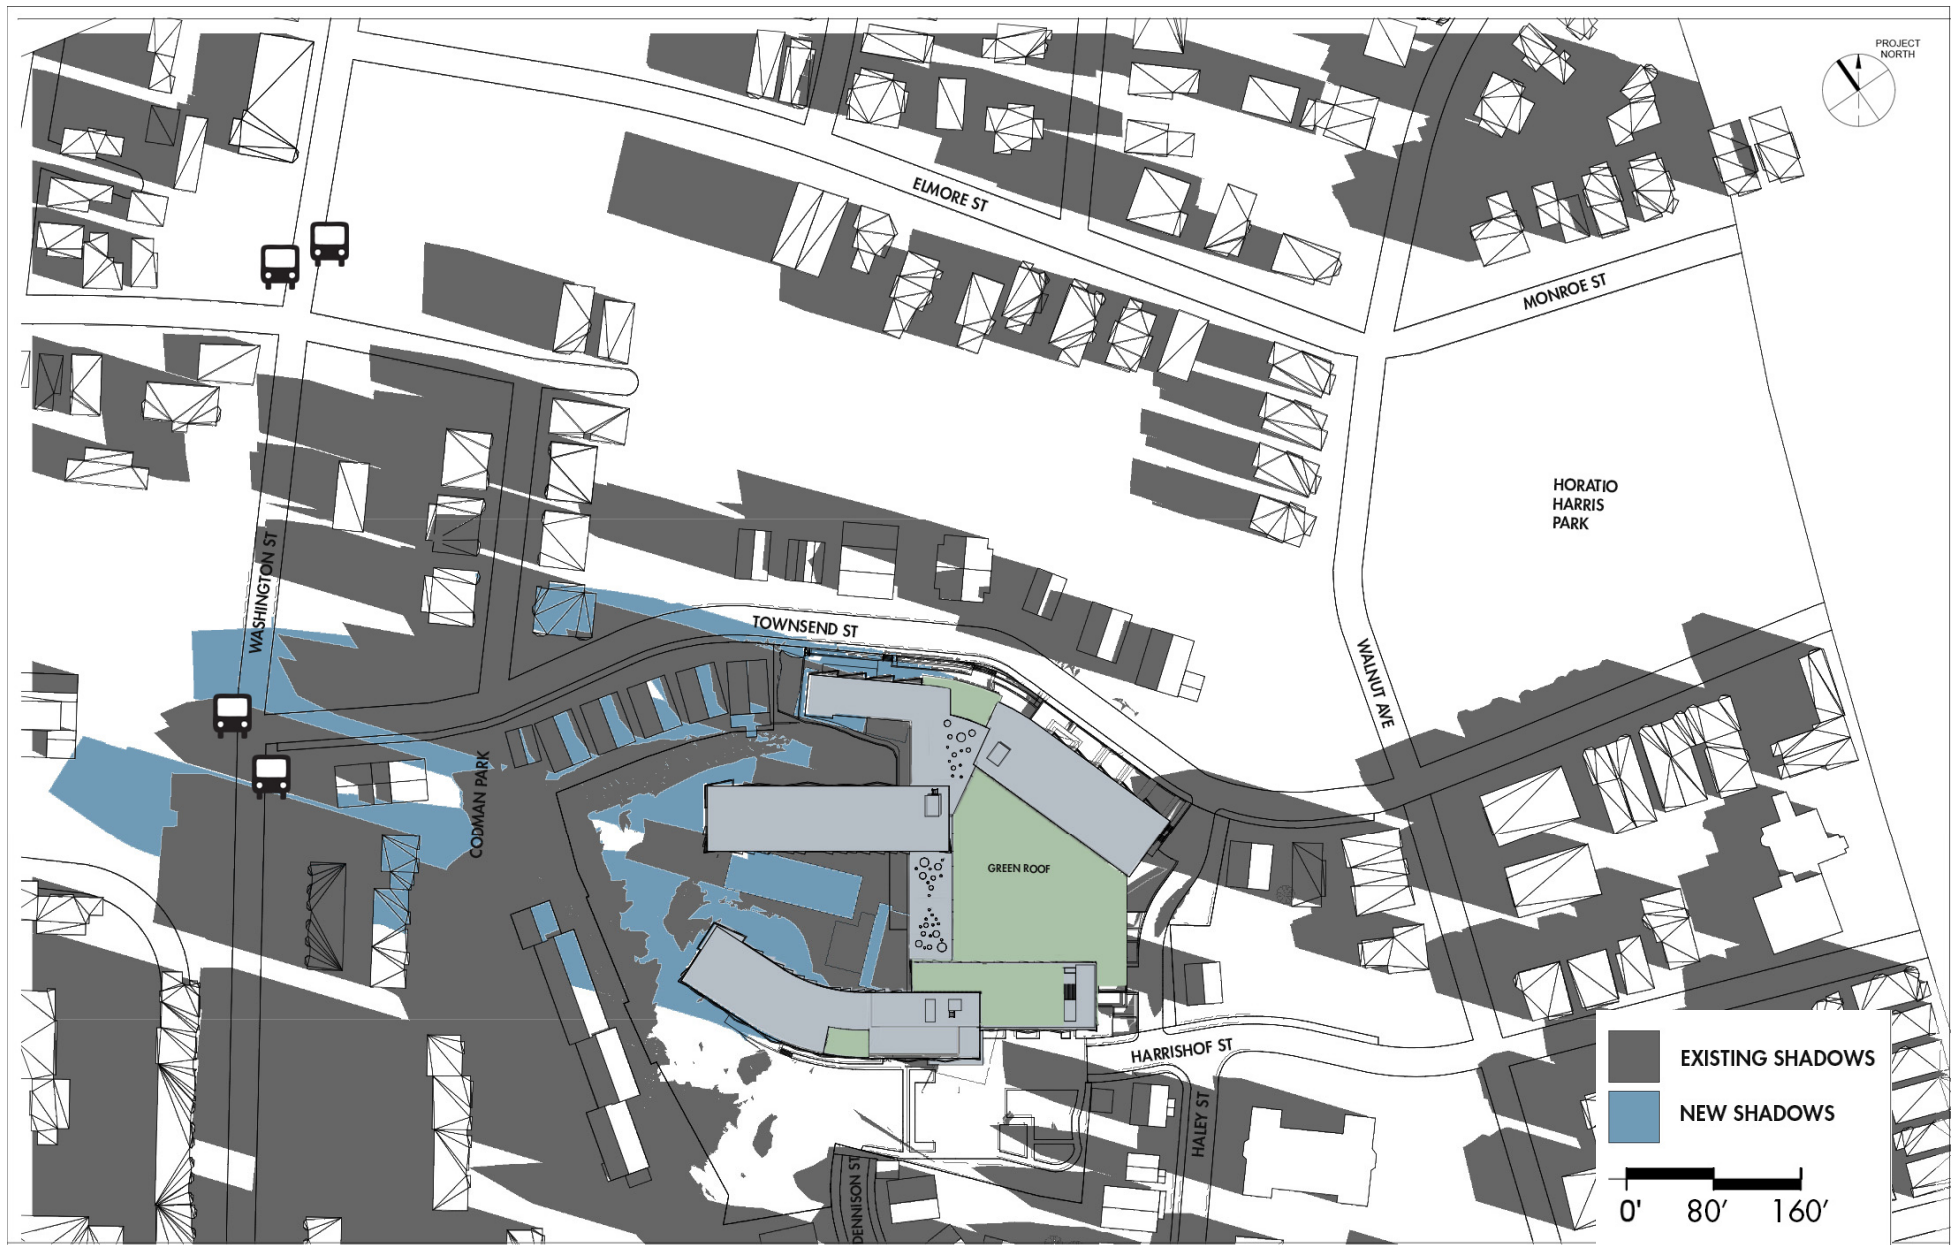 PROJECT
NORTH
ELMORE ST
MONROE ST
HORATIO
HARRIS
PARK
WASHINGTON ST
TOWNSEND ST
WALNUT AVE
CODMAN PARK
GREEN ROOF
HARRISHOF ST
HALEY ST
DENNISON ST
EXISTING SHADOWS
NEW SHADOWS
0' 80' 160'